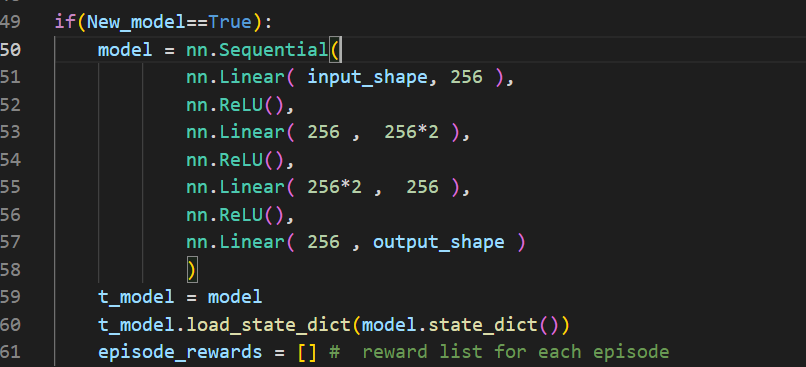 49 if(New_model==True):
50     model = nn.Sequential(
51             nn.Linear( input_shape, 256 ),
52             nn.ReLU(),
53             nn.Linear( 256 ,  256*2 ),
54             nn.ReLU(),
55             nn.Linear( 256*2 ,  256 ),
56             nn.ReLU(),
57             nn.Linear( 256 , output_shape )
58             )
59     t_model = model
60     t_model.load_state_dict(model.state_dict())
61     episode_rewards = [] #  reward list for each episode